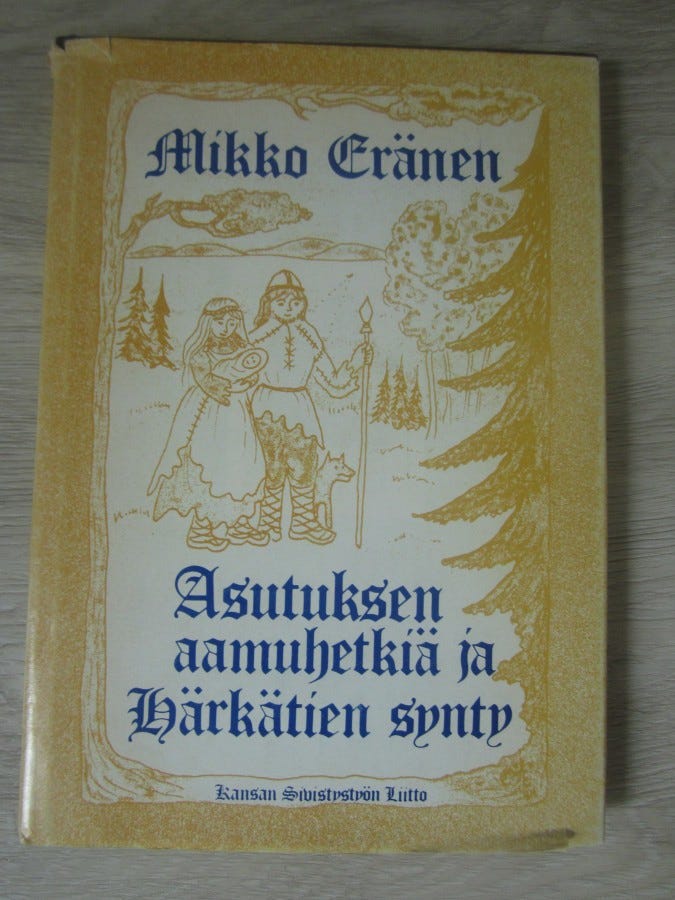 Mikko Eränen
Asutuksen
aamuhetkiä ja
Härkätien synty
Kansan Sivistystyön Liitto